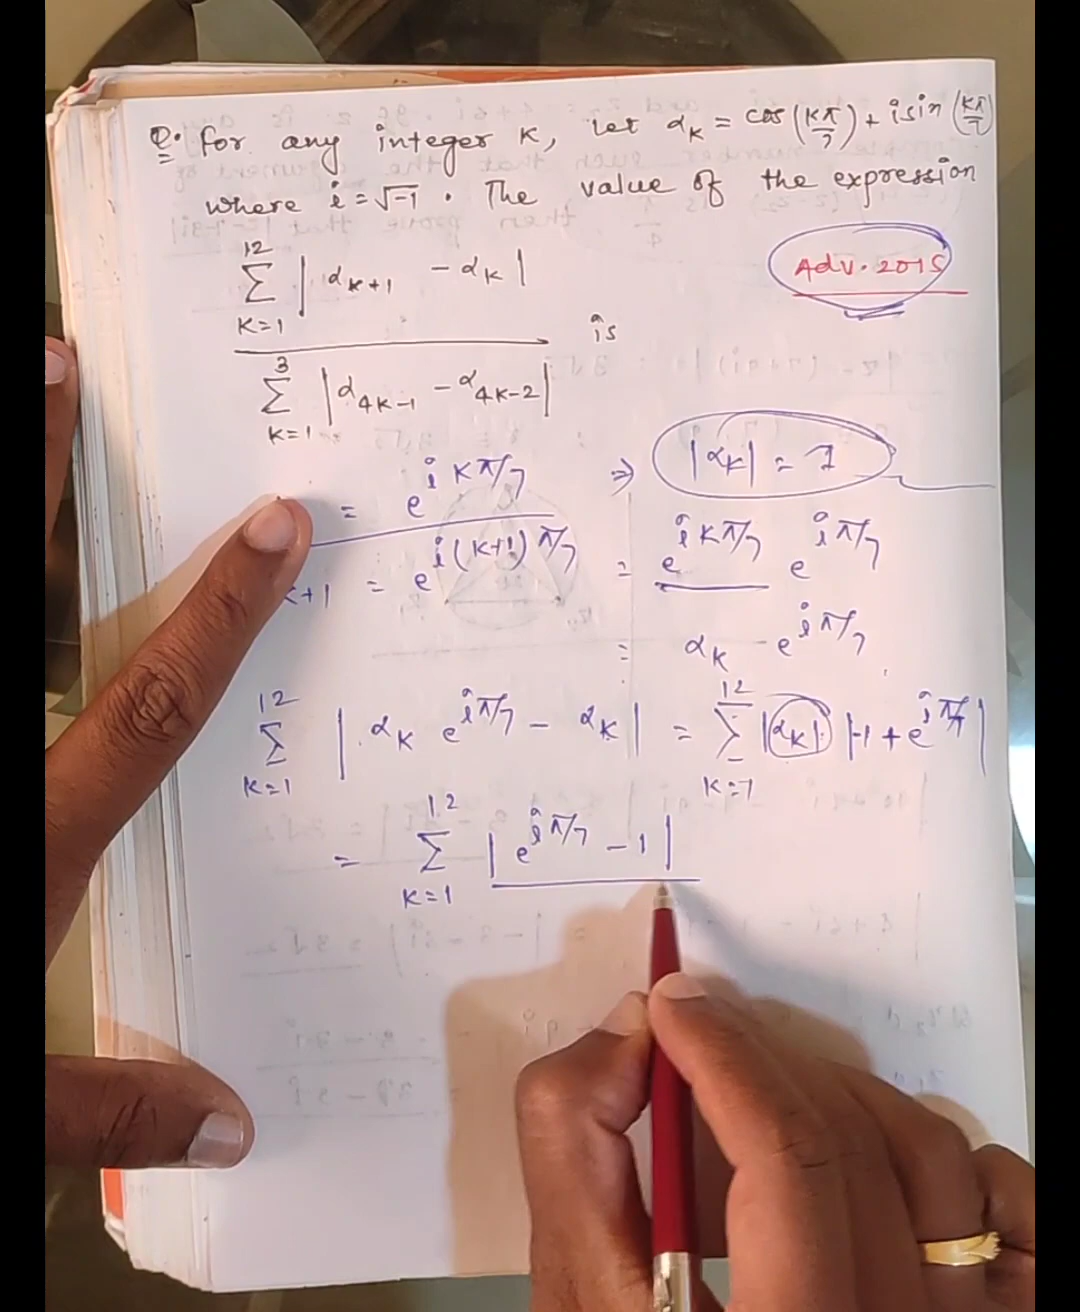 Q. For any integer K, let αₖ = cos (Kπ/7) + i sin (Kπ/7)
where i = √-1 . The value of the expression
12
Σ | αₖ₊₁ - αₖ |
K=1
Adv. 2015
is
3
Σ | α₄ₖ₋₁ - α₄ₖ₋₂ |
K=1
= e^{iKπ/7} ⇒ |αₖ| = 1
K+1 = e^{i(K+1)π/7} = e^{iKπ/7} e^{iπ/7}
= αₖ e^{iπ/7}
12
Σ | αₖ e^{iπ/7} - αₖ | = Σ |αₖ| |-1 + e^{iπ/7}|
K=1
12
K=1
12
= Σ | e^{iπ/7} - 1 |
K=1